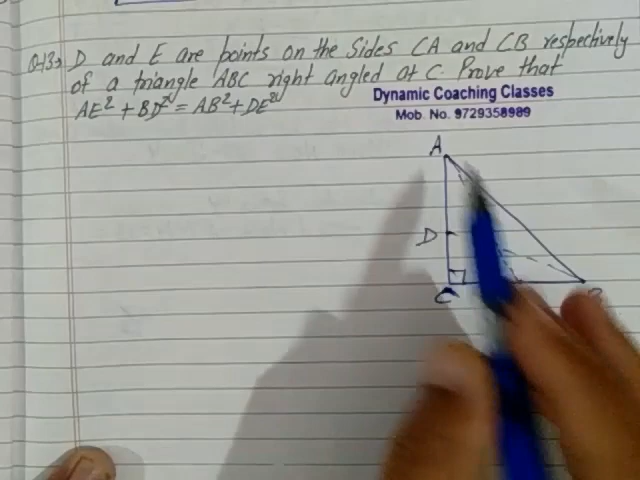 Q.13 D and E are points on the sides CA and CB respectively
of a triangle ABC right angled at C. Prove that
AE² + BD² = AB² + DE²
Dynamic Coaching Classes
Mob. No. 9729358989
A
D
C